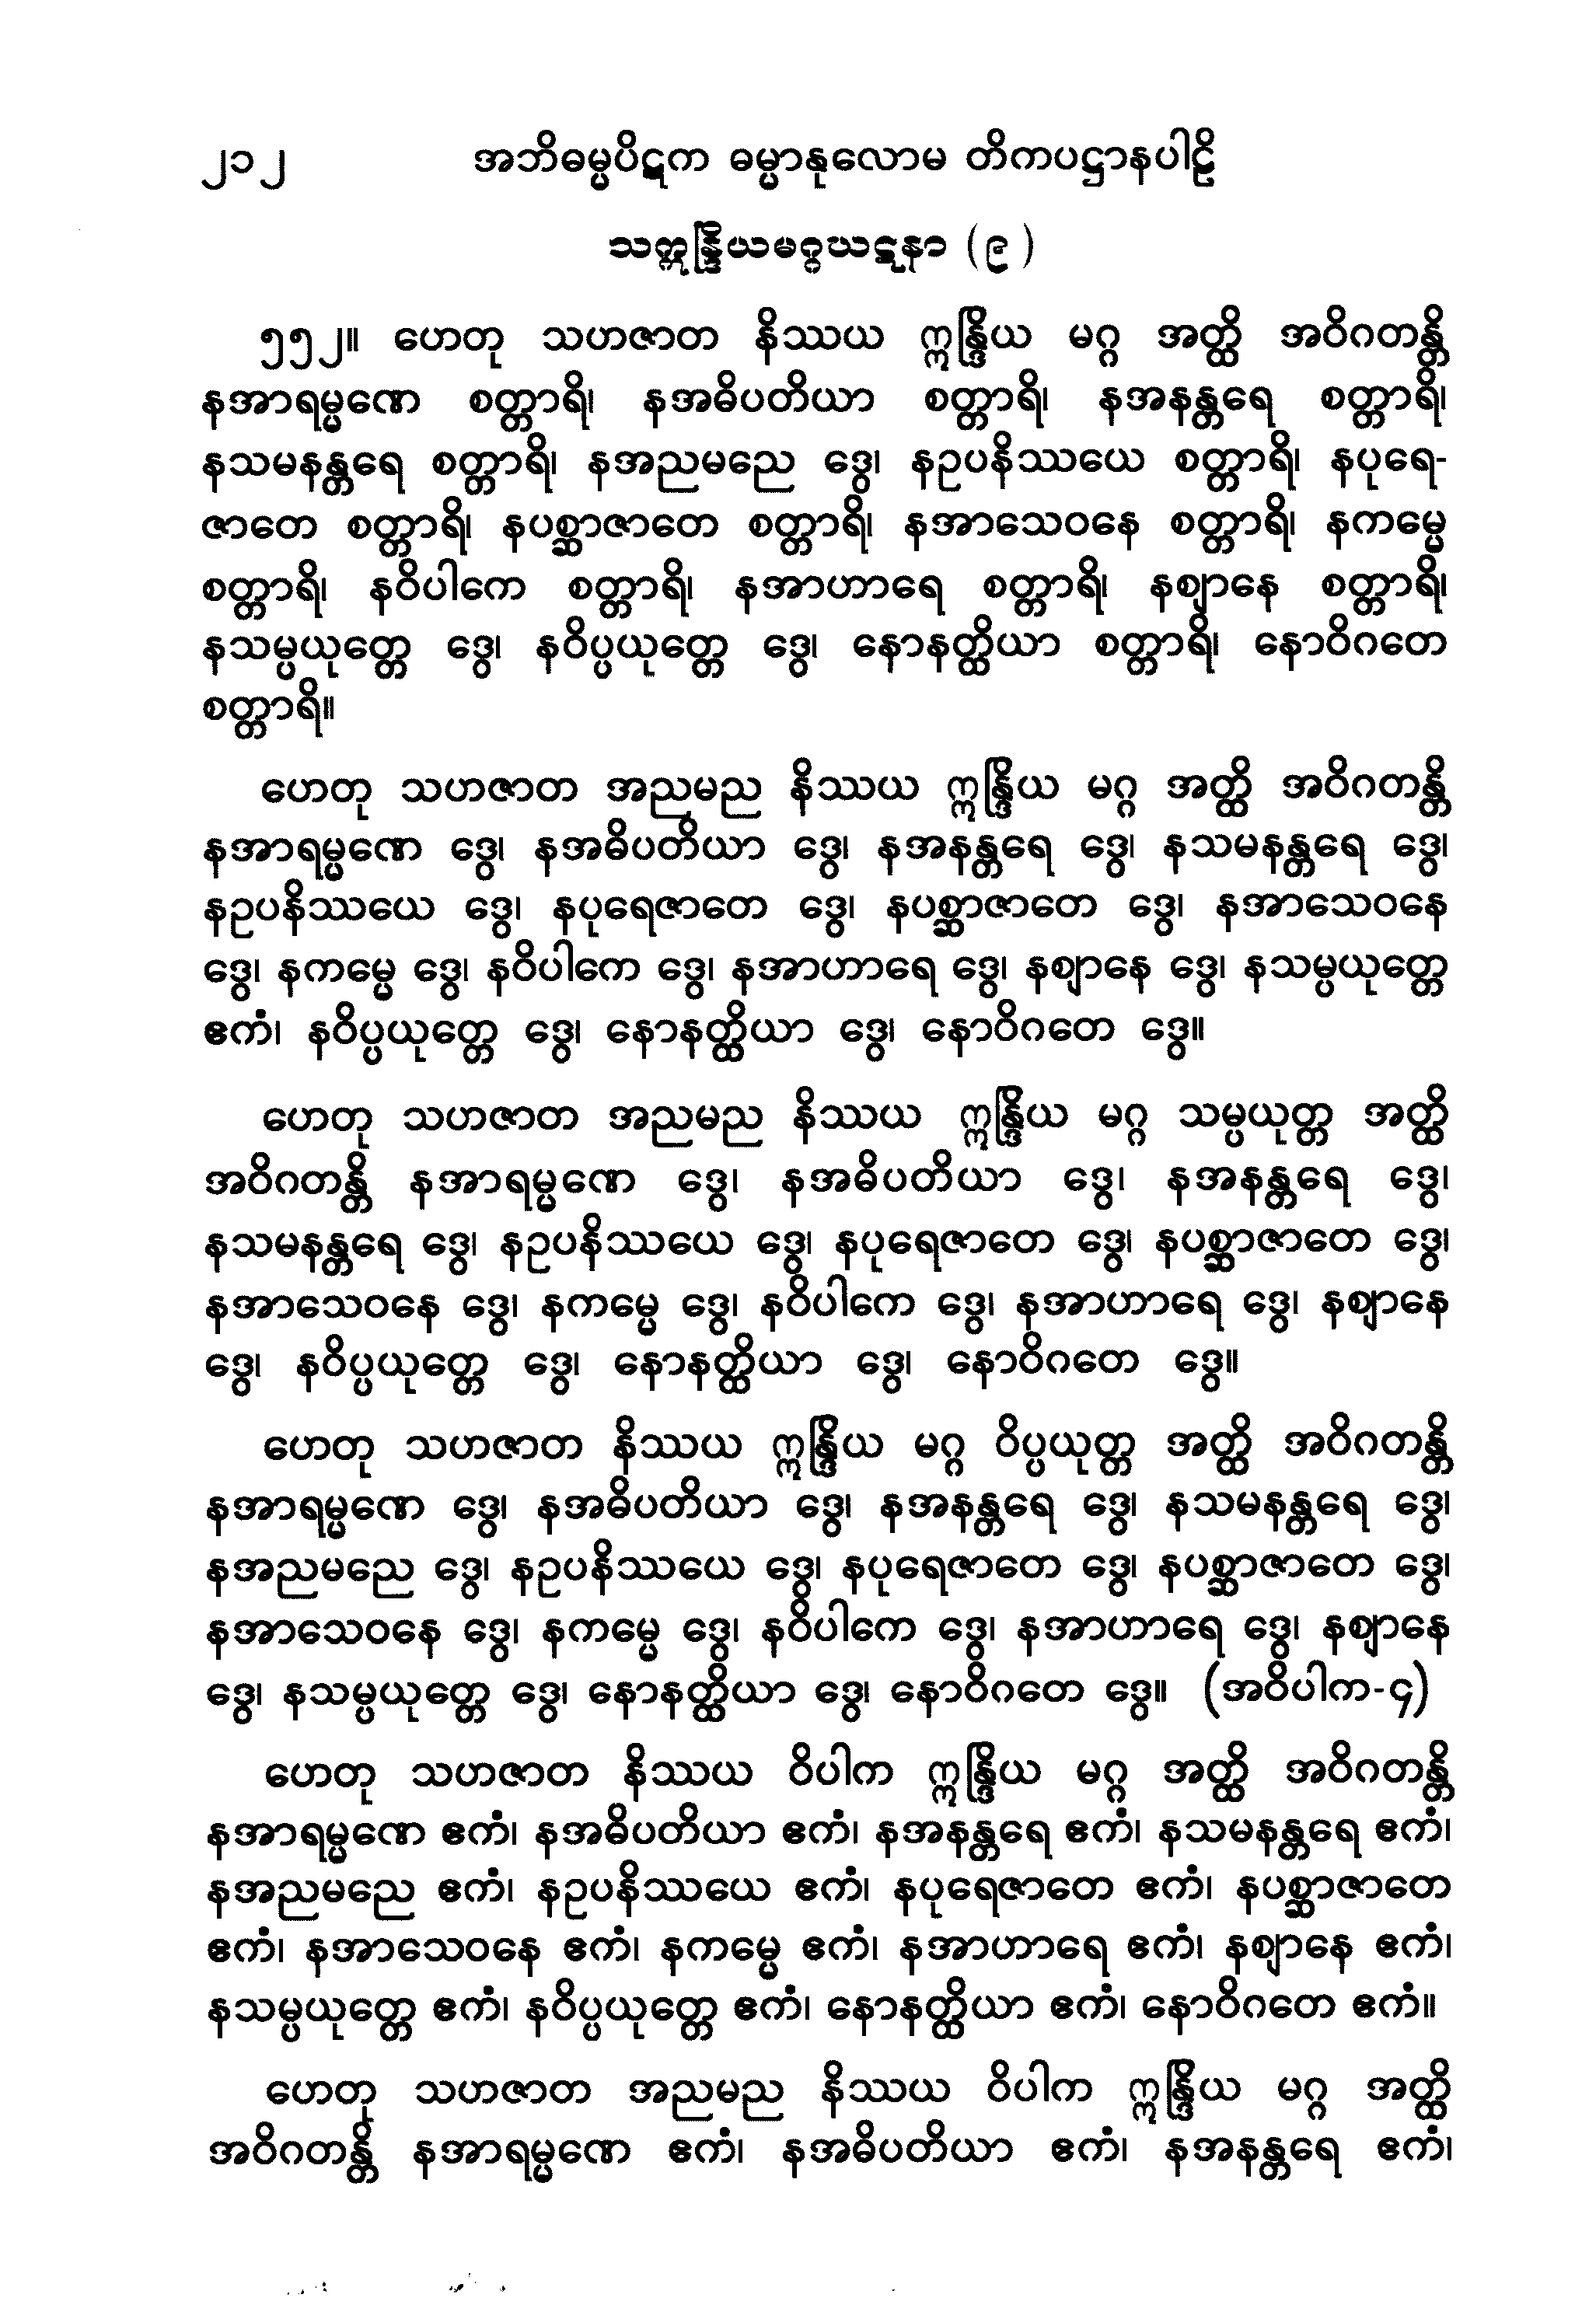 ၂၁၂ အဘိဓမ္မပိဋက ဓမ္မာနုလောမ တိကပဋ္ဌာနပါဠိ
သဣန္ဒြိယမဂ္ဂဃဋနာ (၉)
၅၅၂။ ဟေတု သဟဇာတ နိဿယ ဣန္ဒြိယ မဂ္ဂ အတ္ထိ အဝိဂတန္တိ
နအာရမ္မဏေ စတ္တာရိ၊ နအဓိပတိယာ စတ္တာရိ၊ နအနန္တရေ စတ္တာရိ၊
နသမနန္တရေ စတ္တာရိ၊ နအညမညေ ဒွေ၊ နဥပနိဿယေ စတ္တာရိ၊ နပုရေ-
ဇာတေ စတ္တာရိ၊ နပစ္ဆာဇာတေ စတ္တာရိ၊ နအာသေဝနေ စတ္တာရိ၊ နကမ္မေ
စတ္တာရိ၊ နဝိပါကေ စတ္တာရိ၊ နအာဟာရေ စတ္တာရိ၊ နဈာနေ စတ္တာရိ၊
နသမ္ပယုတ္တေ ဒွေ၊ နဝိပ္ပယုတ္တေ ဒွေ၊ နောနတ္ထိယာ စတ္တာရိ၊ နောဝိဂတေ
စတ္တာရိ။
ဟေတု သဟဇာတ အညမည နိဿယ ဣန္ဒြိယ မဂ္ဂ အတ္ထိ အဝိဂတန္တိ
နအာရမ္မဏေ ဒွေ၊ နအဓိပတိယာ ဒွေ၊ နအနန္တရေ ဒွေ၊ နသမနန္တရေ ဒွေ၊
နဥပနိဿယေ ဒွေ၊ နပုရေဇာတေ ဒွေ၊ နပစ္ဆာဇာတေ ဒွေ၊ နအာသေဝနေ
ဒွေ၊ နကမ္မေ ဒွေ၊ နဝိပါကေ ဒွေ၊ နအာဟာရေ ဒွေ၊ နဈာနေ ဒွေ၊ နသမ္ပယုတ္တေ
ဧကံ၊ နဝိပ္ပယုတ္တေ ဒွေ၊ နောနတ္ထိယာ ဒွေ၊ နောဝိဂတေ ဒွေ။
ဟေတု သဟဇာတ အညမည နိဿယ ဣန္ဒြိယ မဂ္ဂ သမ္ပယုတ္တ အတ္ထိ
အဝိဂတန္တိ နအာရမ္မဏေ ဒွေ၊ နအဓိပတိယာ ဒွေ၊ နအနန္တရေ ဒွေ၊
နသမနန္တရေ ဒွေ၊ နဥပနိဿယေ ဒွေ၊ နပုရေဇာတေ ဒွေ၊ နပစ္ဆာဇာတေ ဒွေ၊
နအာသေဝနေ ဒွေ၊ နကမ္မေ ဒွေ၊ နဝိပါကေ ဒွေ၊ နအာဟာရေ ဒွေ၊ နဈာနေ
ဒွေ၊ နဝိပ္ပယုတ္တေ ဒွေ၊ နောနတ္ထိယာ ဒွေ၊ နောဝိဂတေ ဒွေ။
ဟေတု သဟဇာတ နိဿယ ဣန္ဒြိယ မဂ္ဂ ဝိပ္ပယုတ္တ အတ္ထိ အဝိဂတန္တိ
နအာရမ္မဏေ ဒွေ၊ နအဓိပတိယာ ဒွေ၊ နအနန္တရေ ဒွေ၊ နသမနန္တရေ ဒွေ၊
နအညမညေ ဒွေ၊ နဥပနိဿယေ ဒွေ၊ နပုရေဇာတေ ဒွေ၊ နပစ္ဆာဇာတေ ဒွေ၊
နအာသေဝနေ ဒွေ၊ နကမ္မေ ဒွေ၊ နဝိပါကေ ဒွေ၊ နအာဟာရေ ဒွေ၊ နဈာနေ
ဒွေ၊ နသမ္ပယုတ္တေ ဒွေ၊ နောနတ္ထိယာ ဒွေ၊ နောဝိဂတေ ဒွေ။ (အဝိပါက-၄)
ဟေတု သဟဇာတ နိဿယ ဝိပါက ဣန္ဒြိယ မဂ္ဂ အတ္ထိ အဝိဂတန္တိ
နအာရမ္မဏေ ဧကံ၊ နအဓိပတိယာ ဧကံ၊ နအနန္တရေ ဧကံ၊ နသမနန္တရေ ဧကံ၊
နအညမညေ ဧကံ၊ နဥပနိဿယေ ဧကံ၊ နပုရေဇာတေ ဧကံ၊ နပစ္ဆာဇာတေ
ဧကံ၊ နအာသေဝနေ ဧကံ၊ နကမ္မေ ဧကံ၊ နအာဟာရေ ဧကံ၊ နဈာနေ ဧကံ၊
နသမ္ပယုတ္တေ ဧကံ၊ နဝိပ္ပယုတ္တေ ဧကံ၊ နောနတ္ထိယာ ဧကံ၊ နောဝိဂတေ ဧကံ။
ဟေတု သဟဇာတ အညမည နိဿယ ဝိပါက ဣန္ဒြိယ မဂ္ဂ အတ္ထိ
အဝိဂတန္တိ နအာရမ္မဏေ ဧကံ၊ နအဓိပတိယာ ဧကံ၊ နအနန္တရေ ဧကံ၊